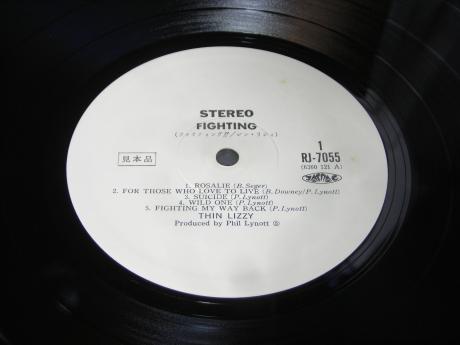 STEREO
FIGHTING
(ファイティング/シン・リジィ)
1
RJ-7055
(6360 121 A)
見本品
1. ROSALIE (B. Seger)
2. FOR THOSE WHO LOVE TO LIVE (B. Downey/P. Lynott)
3. SUICIDE (P. Lynott)
4. WILD ONE (P. Lynott)
5. FIGHTING MY WAY BACK (P. Lynott)
THIN LIZZY
Produced by Phil Lynott Ⓢ